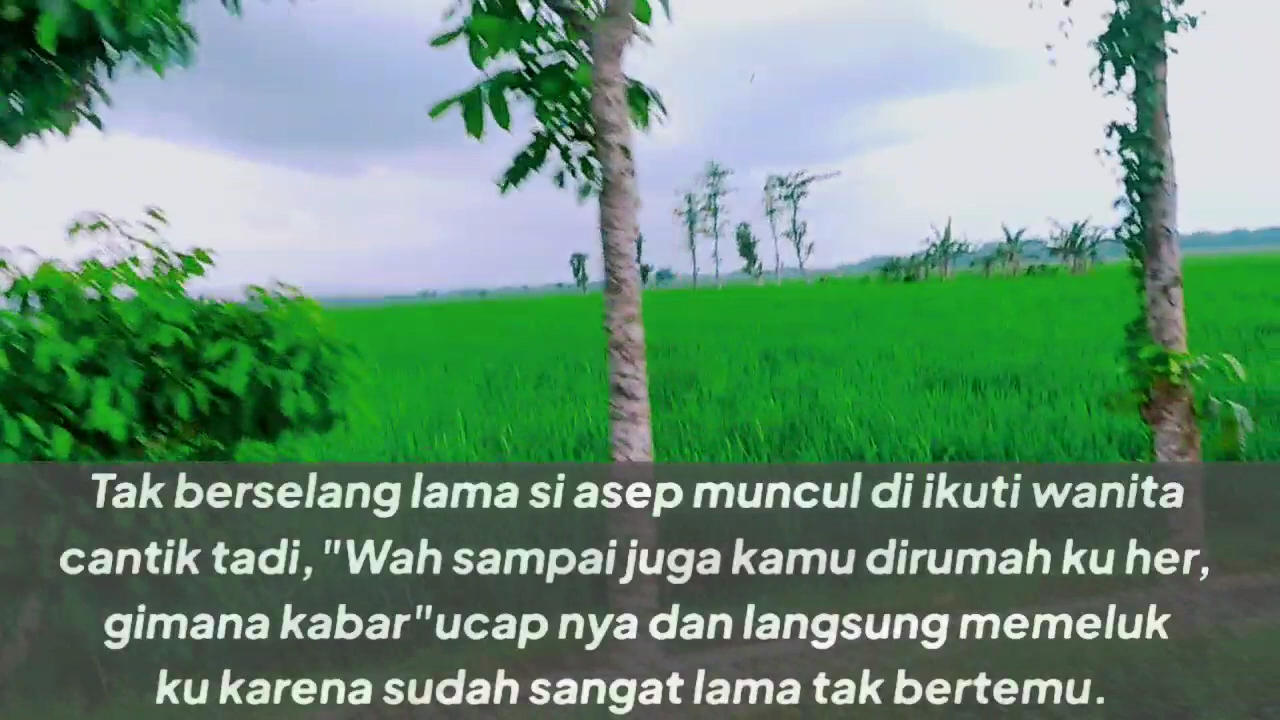 Tak berselang lama si asep muncul di ikuti wanita
cantik tadi,"Wah sampai juga kamu dirumah ku her,
gimana kabar"ucap nya dan langsung memeluk
ku karena sudah sangat lama tak bertemu.